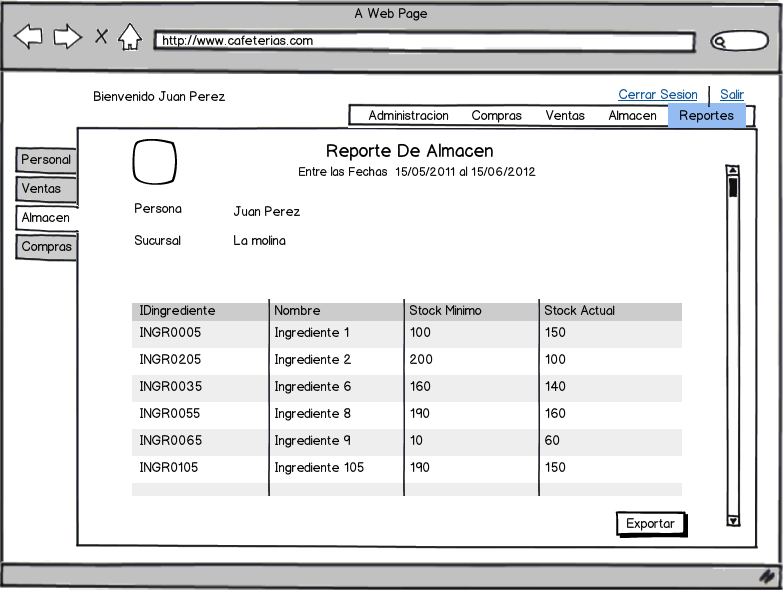 A Web Page
http://www.cafeterias.com
Bienvenido Juan Perez
Cerrar Sesion | Salir
Administracion Compras Ventas Almacen Reportes
Personal
Ventas
Almacen
Compras
Reporte De Almacen
Entre las Fechas 15/05/2011 al 15/06/2012
Persona Juan Perez
Sucursal La molina
IDingrediente Nombre Stock Minimo Stock Actual
INGR0005 Ingrediente 1 100 150
INGR0205 Ingrediente 2 200 100
INGR0035 Ingrediente 6 160 140
INGR0055 Ingrediente 8 190 160
INGR0065 Ingrediente 9 10 60
INGR0105 Ingrediente 105 190 150
Exportar